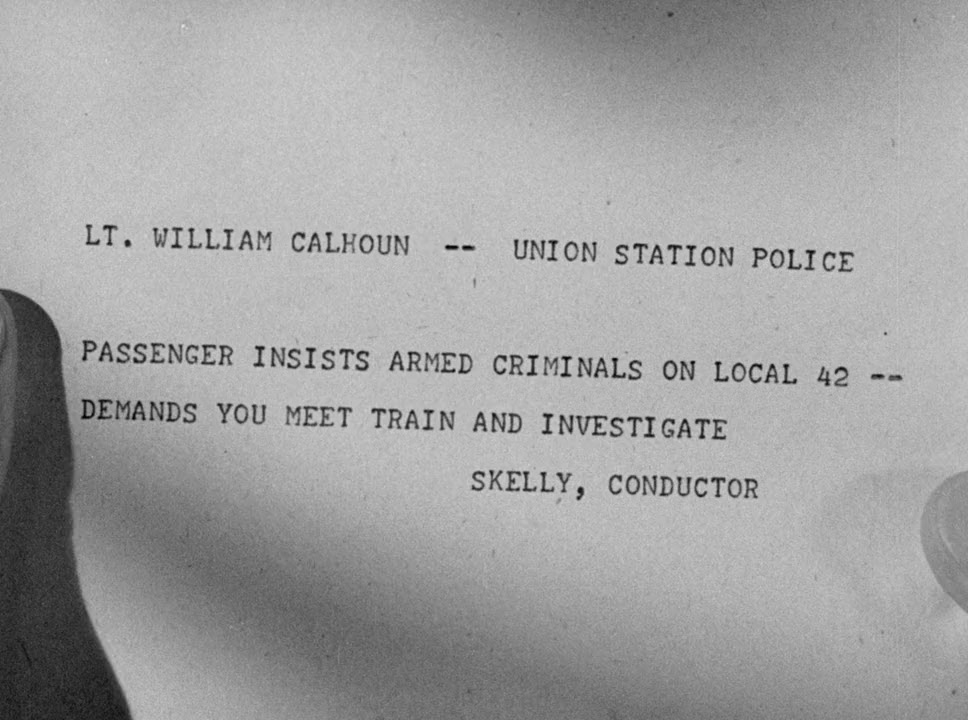 LT. WILLIAM CALHOUN -- UNION STATION POLICE
PASSENGER INSISTS ARMED CRIMINALS ON LOCAL 42 --
DEMANDS YOU MEET TRAIN AND INVESTIGATE
SKELLY, CONDUCTOR